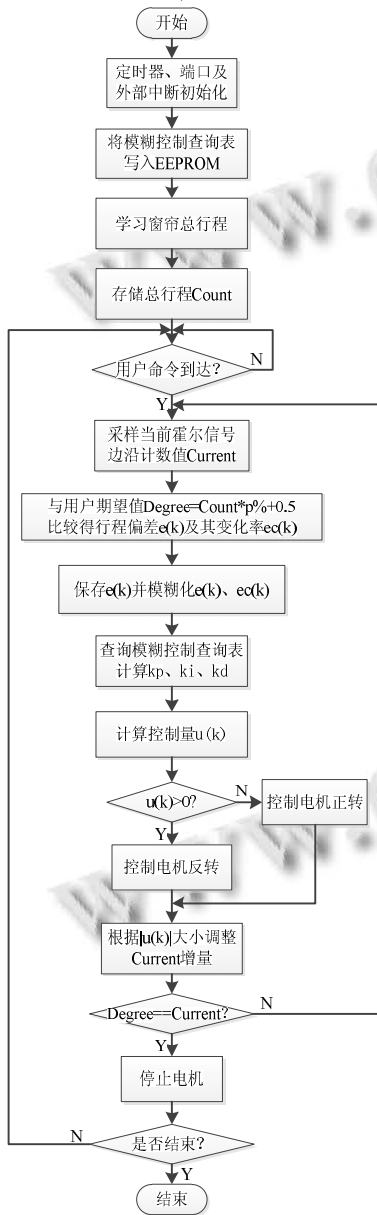 开始
定时器、端口及
外部中断初始化
将模糊控制查询表
写入EEPROM
学习窗帘总行程
存储总行程Count
用户命令到达?
N
Y
采样当前霍尔信号
边沿计数值Current
与用户期望值Degree=Count*p%+0.5
比较得行程偏差e(k)及其变化率ec(k)
保存e(k)并模糊化e(k)、ec(k)
查询模糊控制查询表
计算kp、ki、kd
计算控制量u(k)
u(k)>0?
N
控制电机正转
Y
控制电机反转
根据|u(k)|大小调整
Current增量
Degree==Current?
N
Y
停止电机
是否结束?
N
Y
结束